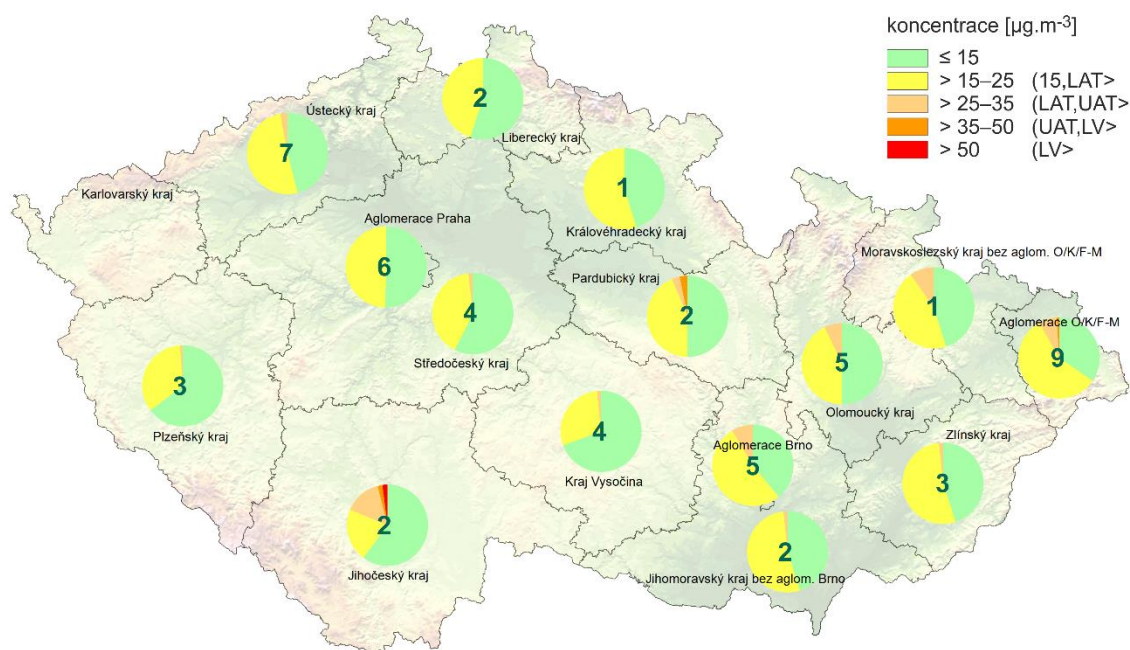 koncentrace [µg.m⁻³]
≤ 15
> 15–25 (15,LAT>
> 25–35 (LAT,UAT>
> 35–50 (UAT,LV>
> 50 (LV>
2
Liberecký kraj
Ústecký kraj
7
Karlovarský kraj
1
Královéhradecký kraj
Aglomerace Praha
6
Pardubický kraj
2
4
Středočeský kraj
Moravskoslezský kraj bez aglom. O/K/F-M
1
Aglomerace O/K/F-M
9
5
Olomoucký kraj
3
Plzeňský kraj
4
Kraj Vysočina
Aglomerace Brno
5
Zlínský kraj
3
2
Jihočeský kraj
2
Jihomoravský kraj bez aglom. Brno